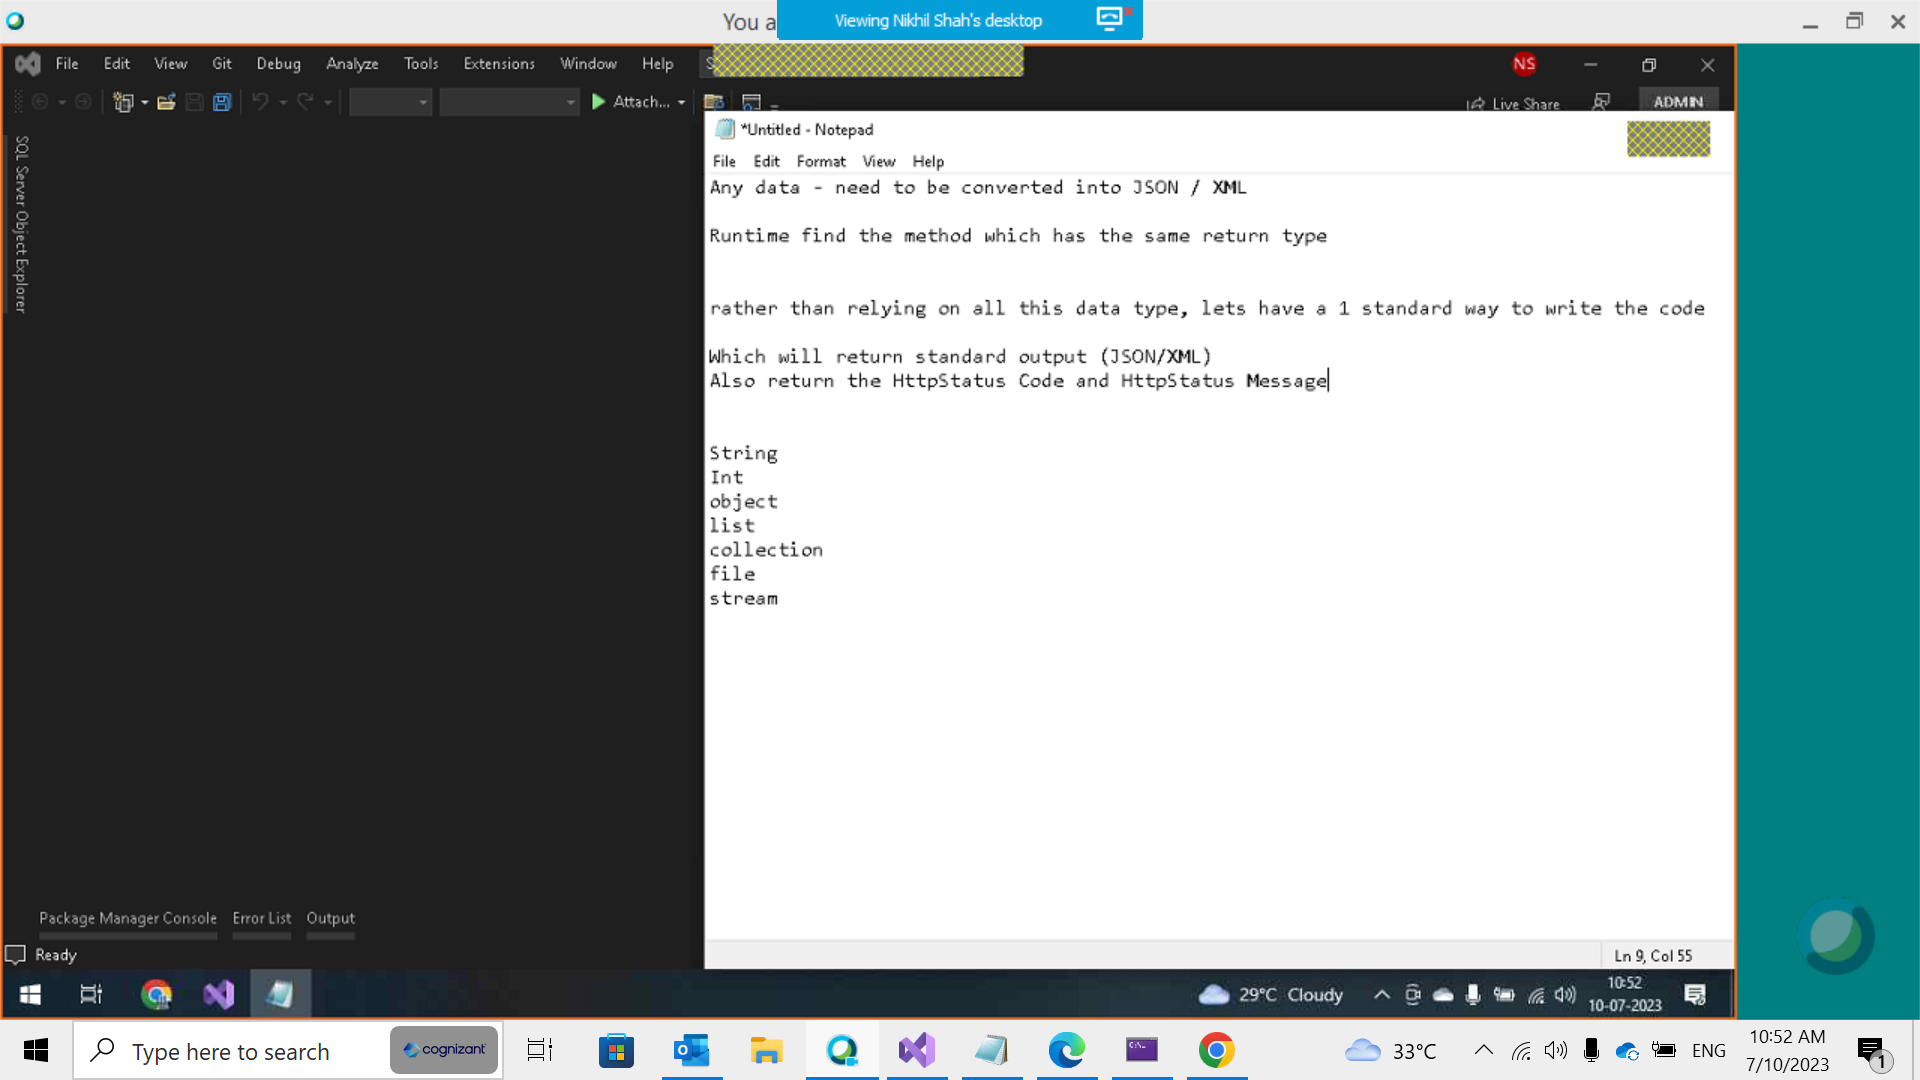 You a
Viewing Nikhil Shah's desktop
File Edit View Git Debug Analyze Tools Extensions Window Help
NS
Attach...
Live Share
ADMIN
SQL Server Object Explorer
*Untitled - Notepad
File Edit Format View Help
Any data - need to be converted into JSON / XML
Runtime find the method which has the same return type
rather than relying on all this data type, lets have a 1 standard way to write the code
Which will return standard output (JSON/XML)
Also return the HttpStatus Code and HttpStatus Message
String
Int
object
list
collection
file
stream
Package Manager Console Error List Output
Ready
Ln 9, Col 55
29°C Cloudy
10:52
10-07-2023
Type here to search
cognizant
33°C
ENG
10:52 AM
7/10/2023
1